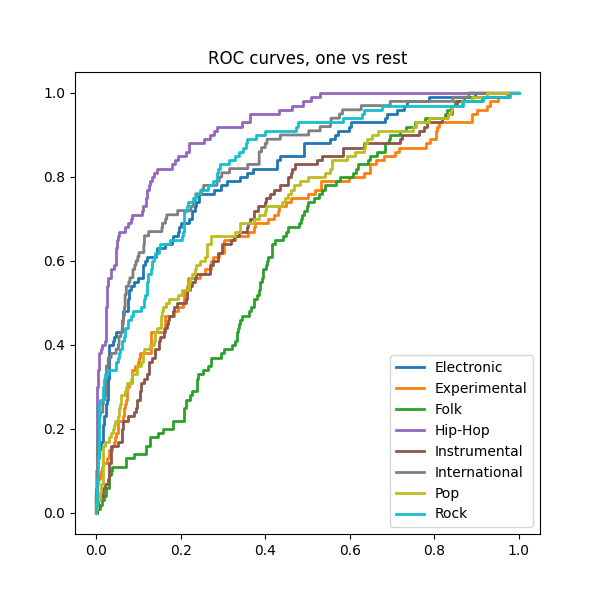 ROC curves, one vs rest
1.0
0.8
0.6
0.4
0.2
0.0
0.0
0.2
0.4
0.6
0.8
1.0
Electronic
Experimental
Folk
Hip-Hop
Instrumental
International
Pop
Rock